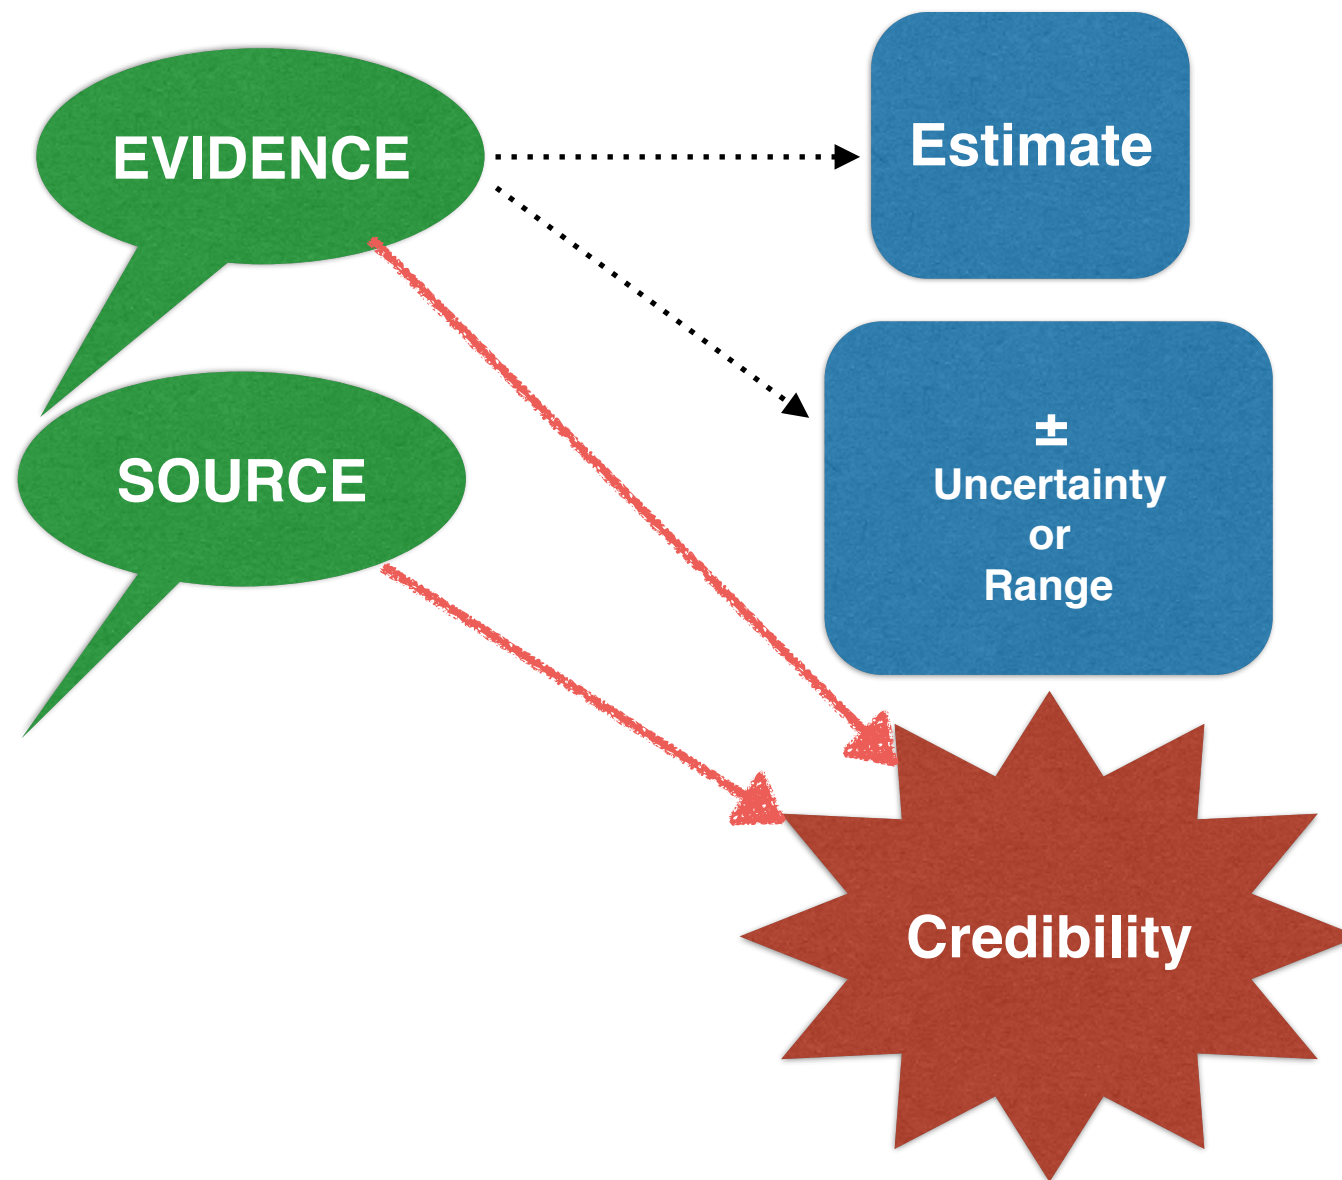 EVIDENCE
Estimate
SOURCE
±
Uncertainty
or
Range
Credibility